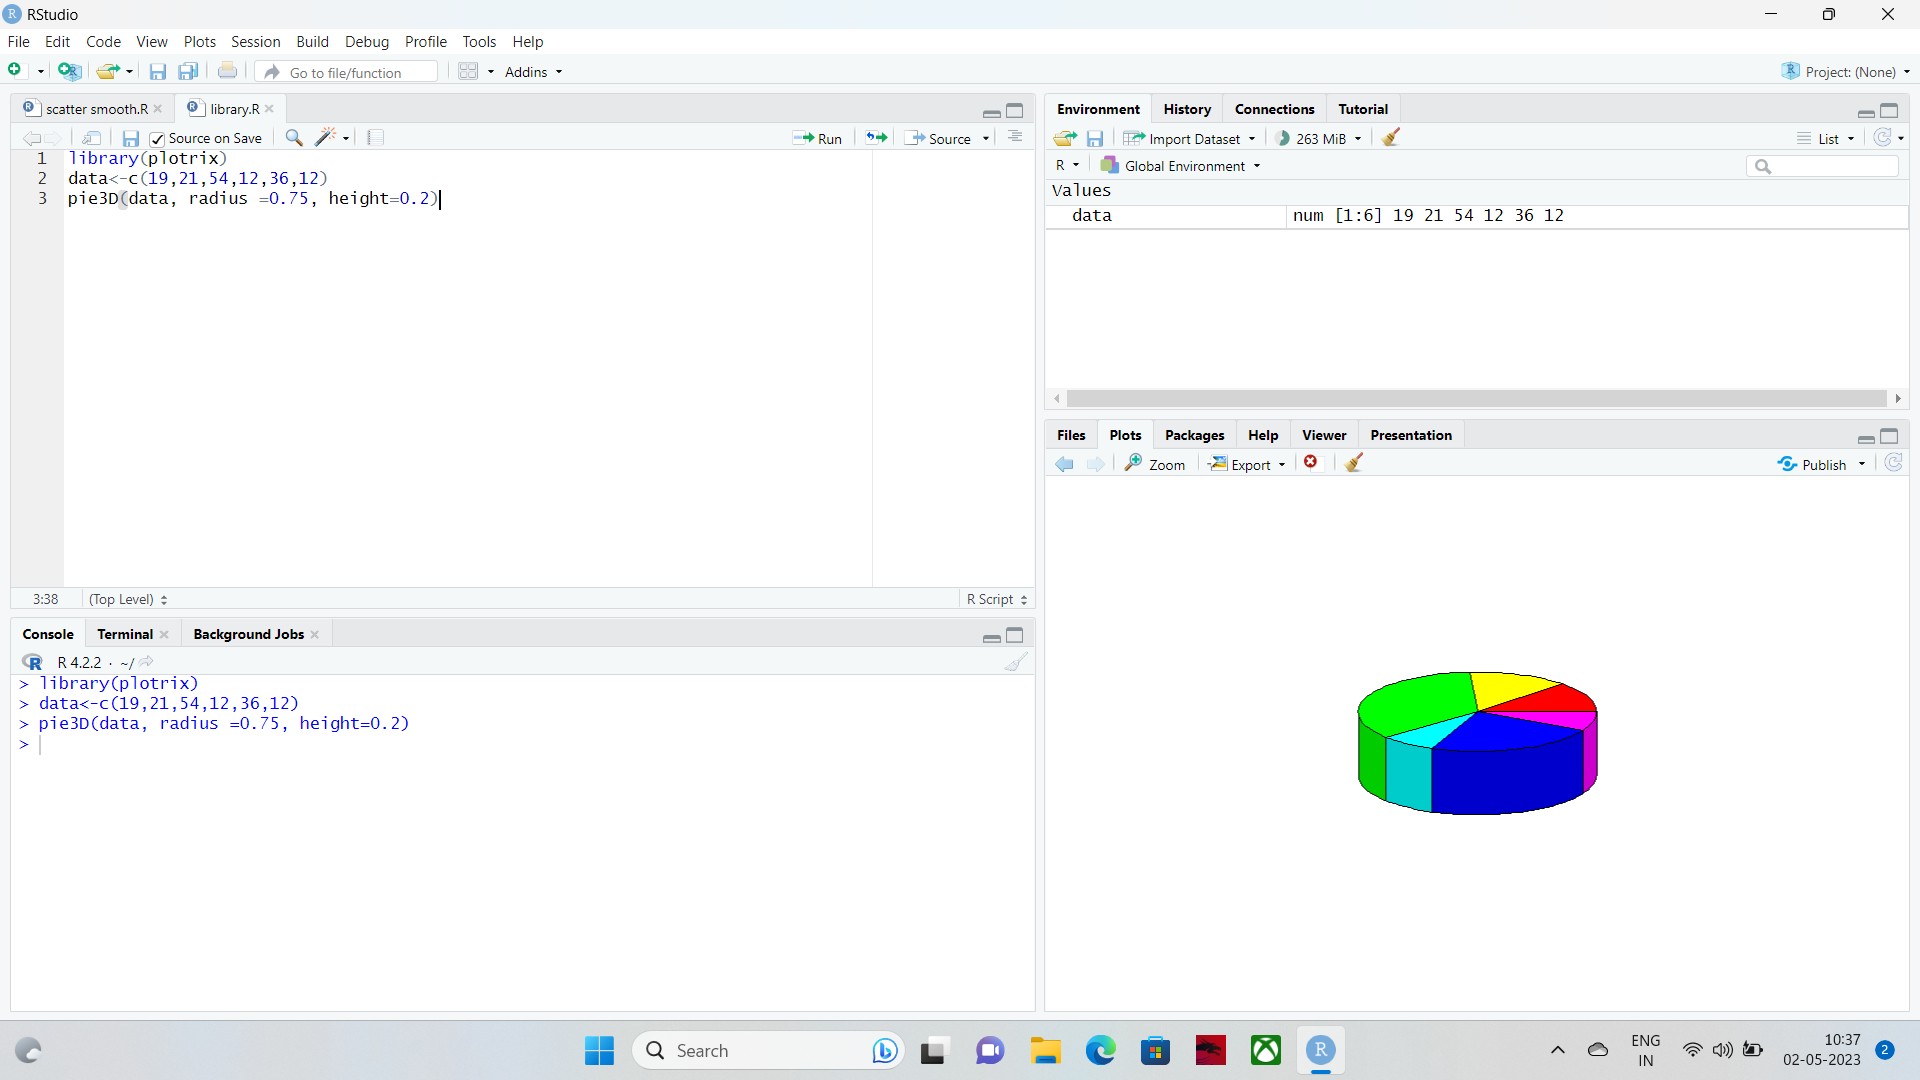 RStudio
File Edit Code View Plots Session Build Debug Profile Tools Help
Go to file/function Addins Project: (None)
scatter smooth.R library.R
Source on Save Run Source
1 library(plotrix)
2 data<-c(19,21,54,12,36,12)
3 pie3D(data, radius =0.75, height=0.2)
3:38 (Top Level) R Script
Console Terminal Background Jobs
R 4.2.2 · ~/
> library(plotrix)
> data<-c(19,21,54,12,36,12)
> pie3D(data, radius =0.75, height=0.2)
>
Environment History Connections Tutorial
Import Dataset 263 MiB List
R Global Environment
Values
data num [1:6] 19 21 54 12 36 12
Files Plots Packages Help Viewer Presentation
Zoom Export Publish
Search
ENG
IN
10:37
02-05-2023
2